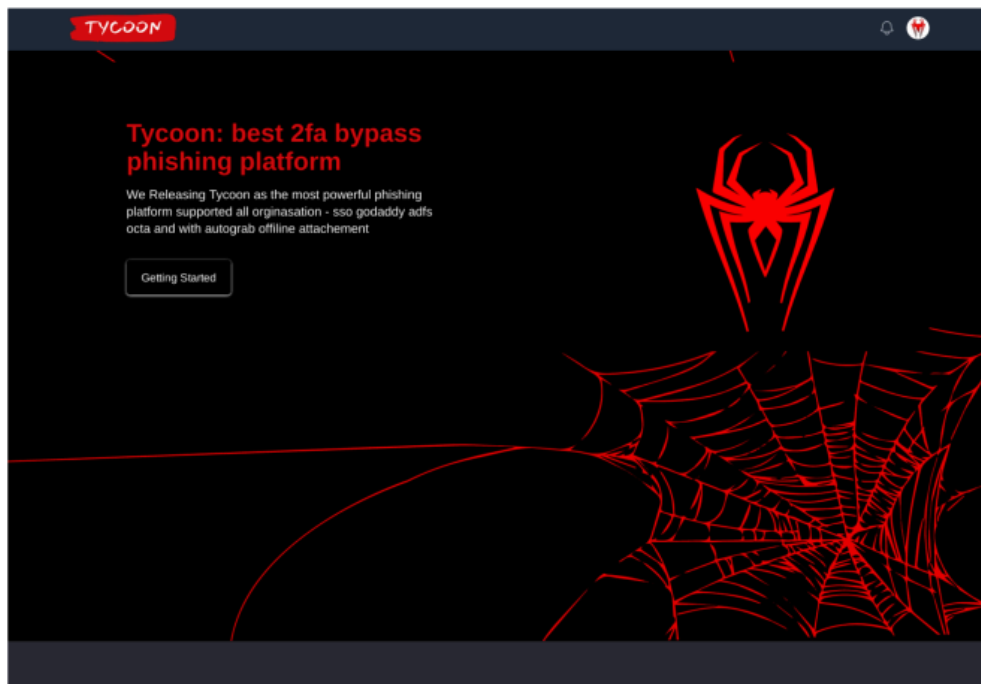 TYCOON
Tycoon: best 2fa bypass
phishing platform
We Releasing Tycoon as the most powerful phishing
platform supported all orginasation - sso godaddy adfs
octa and with autograb offiline attachement
Getting Started